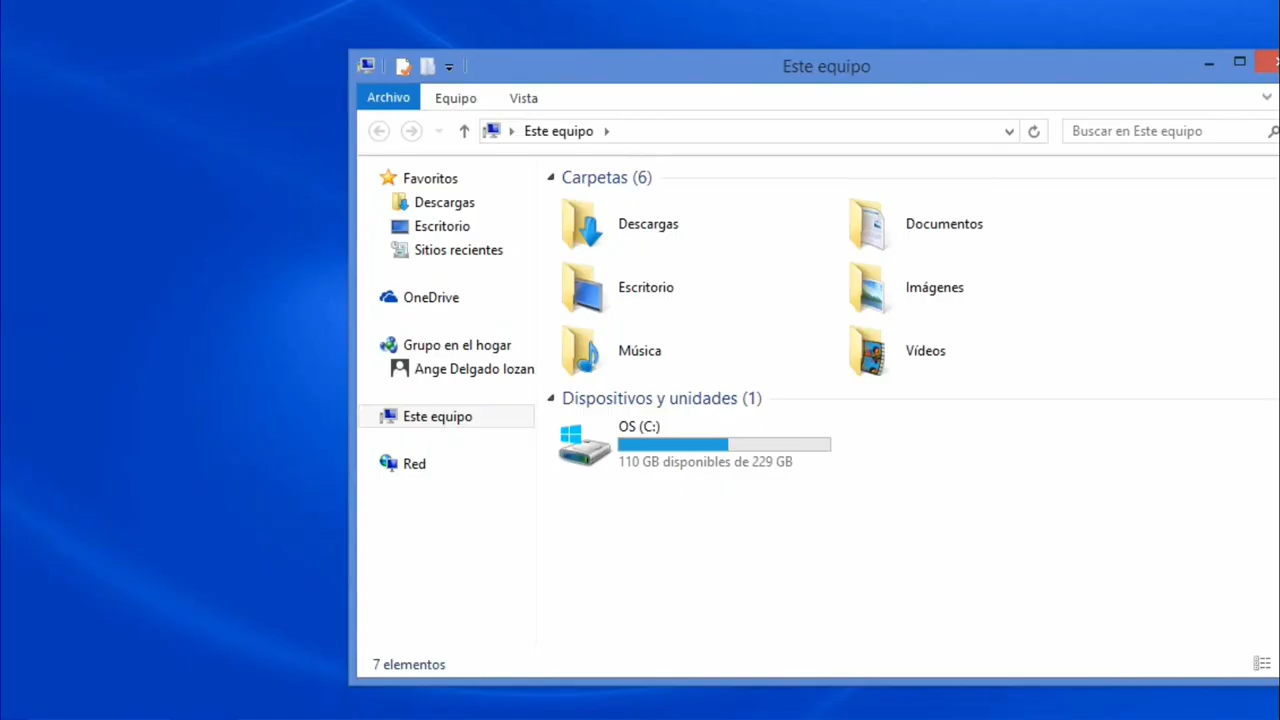 Este equipo
Archivo Equipo Vista
Este equipo
Buscar en Este equipo
Favoritos
Descargas
Escritorio
Sitios recientes
OneDrive
Grupo en el hogar
Ange Delgado lozan
Este equipo
Red
Carpetas (6)
Descargas
Documentos
Escritorio
Imágenes
Música
Vídeos
Dispositivos y unidades (1)
OS (C:)
110 GB disponibles de 229 GB
7 elementos